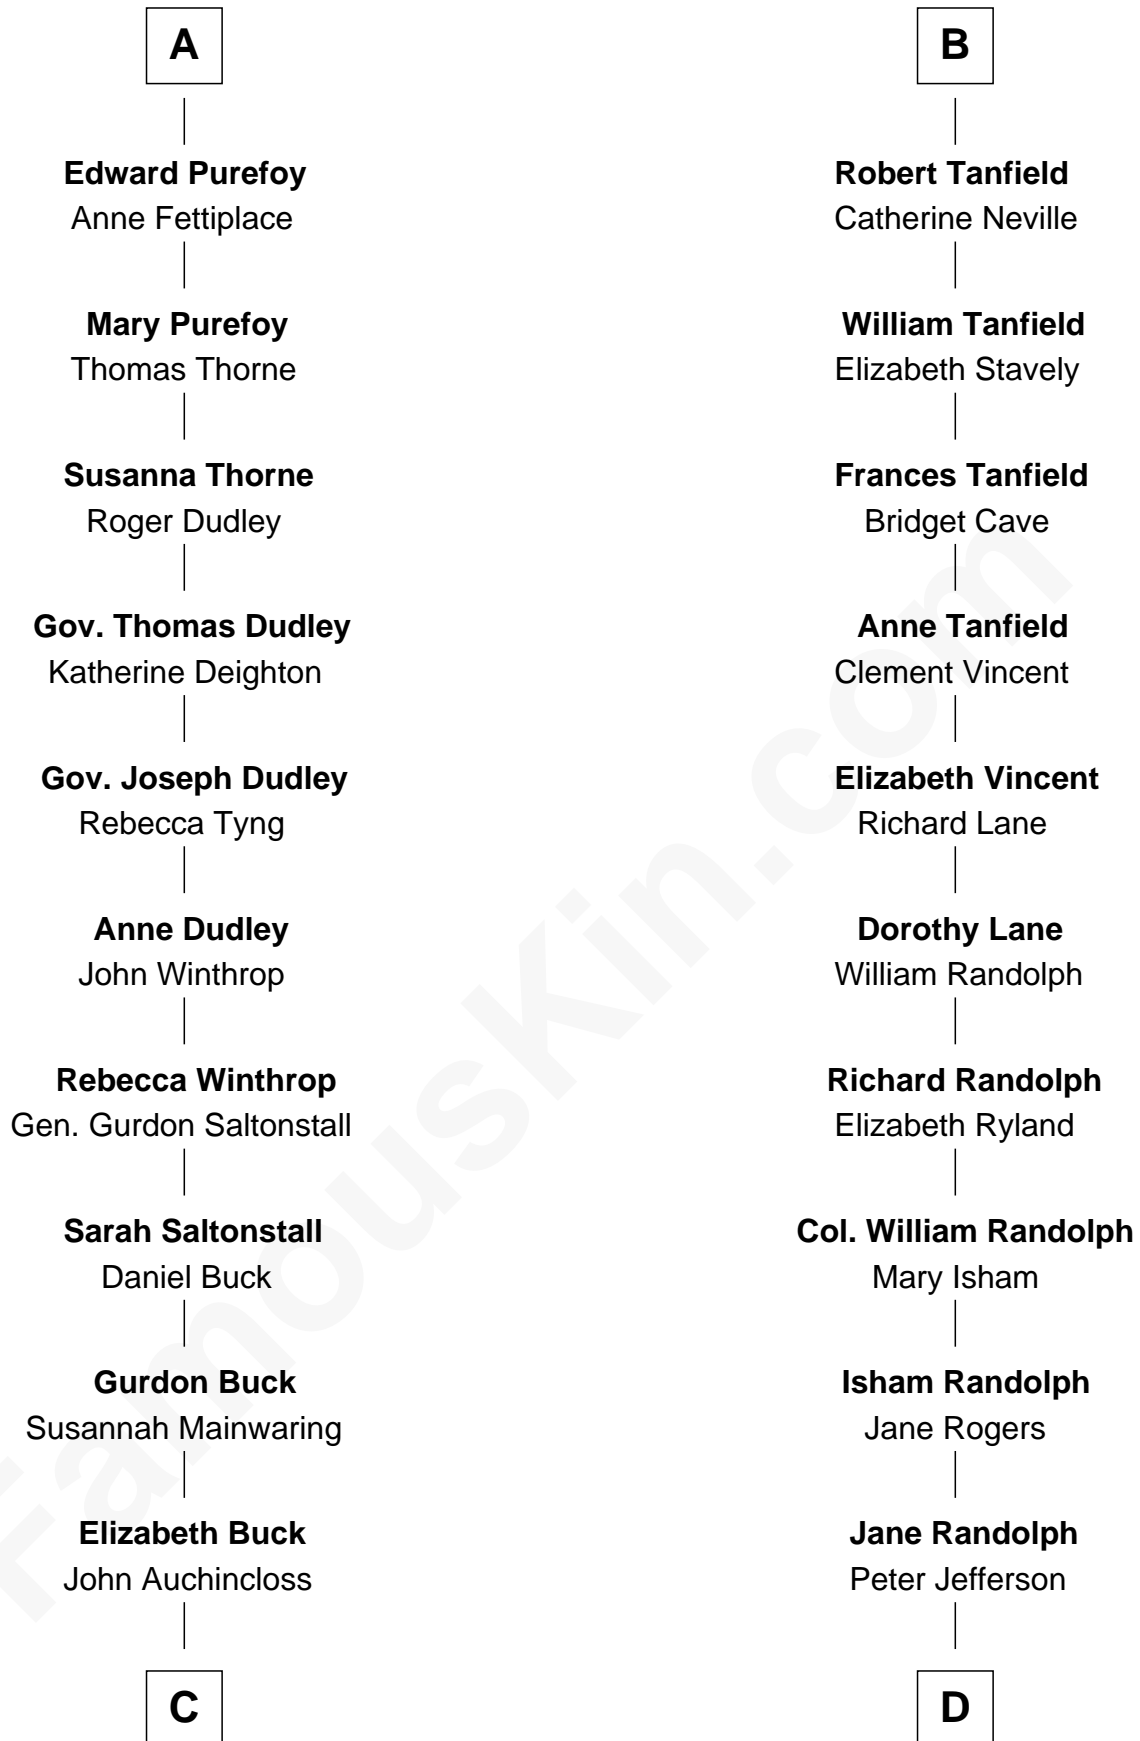 A
Edward Purefoy
Anne Fettiplace
Mary Purefoy
Thomas Thorne
Susanna Thorne
Roger Dudley
Gov. Thomas Dudley
Katherine Deighton
Gov. Joseph Dudley
Rebecca Tyng
Anne Dudley
John Winthrop
Rebecca Winthrop
Gen. Gurdon Saltonstall
Sarah Saltonstall
Daniel Buck
Gurdon Buck
Susannah Mainwaring
Elizabeth Buck
John Auchincloss
C
B
Robert Tanfield
Catherine Neville
William Tanfield
Elizabeth Stavely
Frances Tanfield
Bridget Cave
Anne Tanfield
Clement Vincent
Elizabeth Vincent
Richard Lane
Dorothy Lane
William Randolph
Richard Randolph
Elizabeth Ryland
Col. William Randolph
Mary Isham
Isham Randolph
Jane Rogers
Jane Randolph
Peter Jefferson
D
FamousKin.com